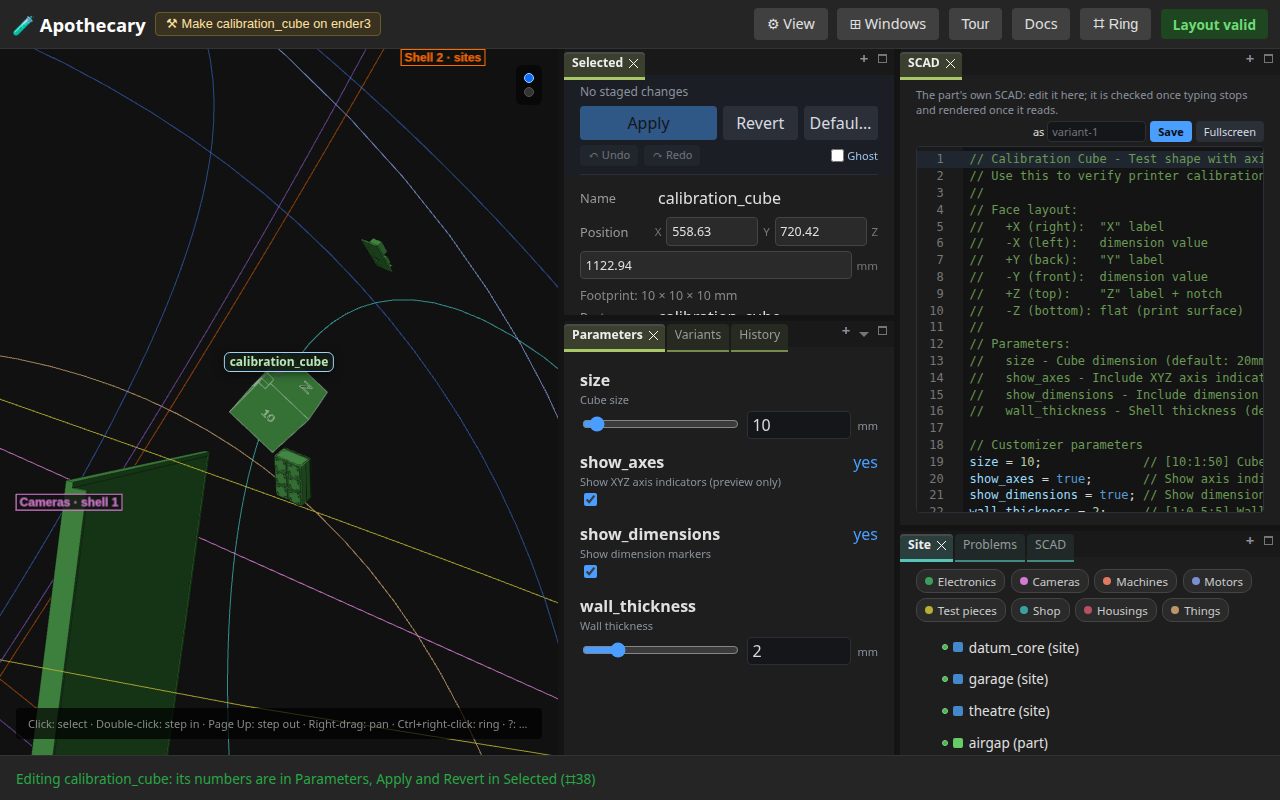 🧪 Apothecary
⚒ Make calibration_cube on ender3
⚙ View
⊞ Windows
Tour
Docs
⌗ Ring
Layout valid
Shell 2 · sites
calibration_cube
10
Cameras · shell 1
Click: select · Double-click: step in · Page Up: step out · Right-drag: pan · Ctrl+right-click: ring · ?: ...
Selected
No staged changes
Apply
Revert
Defaul...
↶ Undo
↷ Redo
Ghost
Name calibration_cube
Position X 558.63 Y 720.42 Z
1122.94 mm
Footprint: 10 × 10 × 10 mm
Parameters
Variants
History
size
Cube size
10 mm
show_axes yes
Show XYZ axis indicators (preview only)
show_dimensions yes
Show dimension markers
wall_thickness
Wall thickness
2 mm
SCAD
The part's own SCAD: edit it here; it is checked once typing stops
and rendered once it reads.
as variant-1 Save Fullscreen
1 // Calibration Cube - Test shape with axi
2 // Use this to verify printer calibration
3 //
4 // Face layout:
5 //   +X (right):  "X" label
6 //   -X (left):   dimension value
7 //   +Y (back):   "Y" label
8 //   -Y (front):  dimension value
9 //   +Z (top):    "Z" label + notch
10 //   -Z (bottom): flat (print surface)
11 //
12 // Parameters:
13 //   size - Cube dimension (default: 20mm
14 //   show_axes - Include XYZ axis indicat
15 //   show_dimensions - Include dimension
16 //   wall_thickness - Shell thickness (de
17
18 // Customizer parameters
19 size = 10;              // [10:1:50] Cube
20 show_axes = true;       // Show axis indi
21 show_dimensions = true; // Show dimension
22 wall_thickness = 2;     // [1:0.5:5] Wall
Site
Problems
SCAD
Electronics
Cameras
Machines
Motors
Test pieces
Shop
Housings
Things
datum_core (site)
garage (site)
theatre (site)
airgap (part)
Editing calibration_cube: its numbers are in Parameters, Apply and Revert in Selected (⌗38)